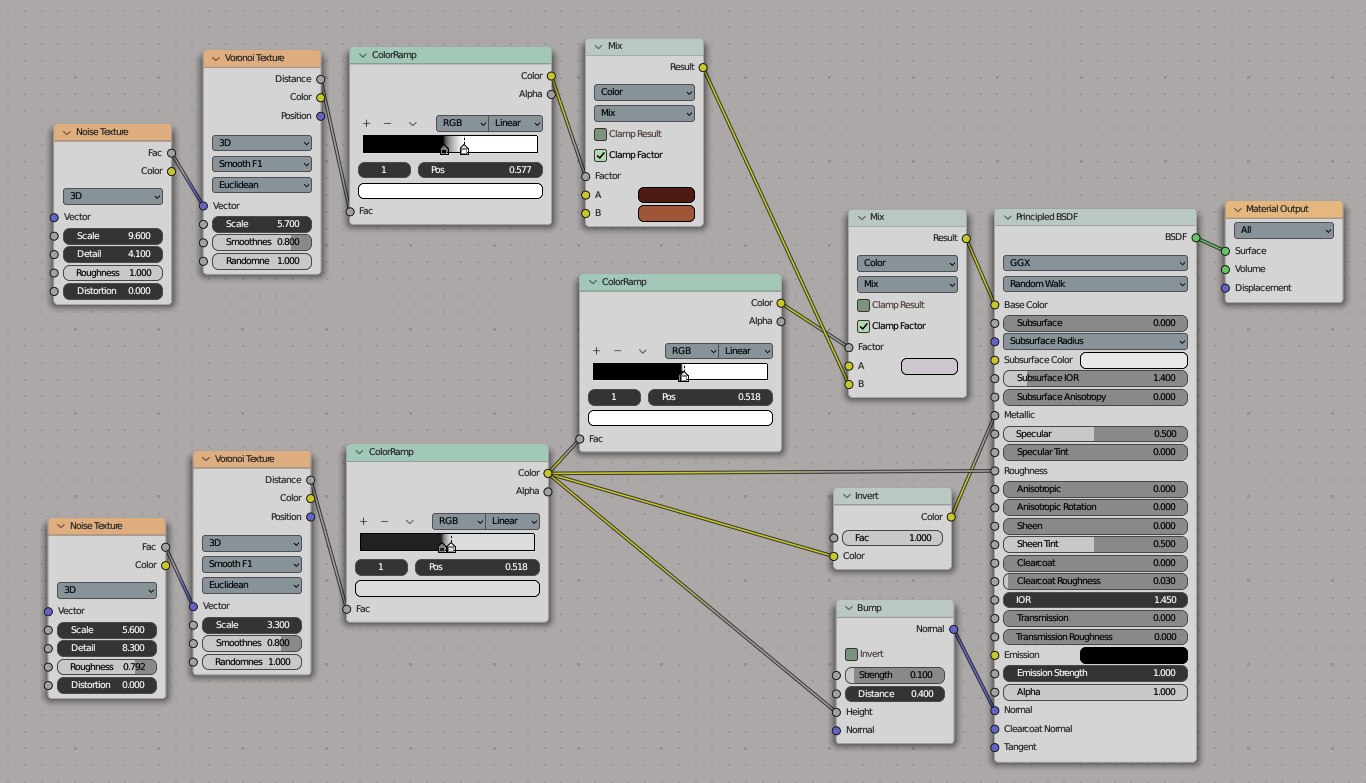 Noise Texture
Fac
Color
3D
Vector
Scale 9.600
Detail 4.100
Roughness 1.000
Distortion 0.000
Voronoi Texture
Distance
Color
Position
3D
Smooth F1
Euclidean
Vector
Scale 5.700
Smoothnes 0.800
Randomne 1.000
ColorRamp
Color
Alpha
+ − RGB Linear
1 Pos 0.577
Fac
Mix
Result
Color
Mix
Clamp Result
Clamp Factor
Factor
A
B
ColorRamp
Color
Alpha
+ − RGB Linear
1 Pos 0.518
Fac
Noise Texture
Fac
Color
3D
Vector
Scale 5.600
Detail 8.300
Roughness 0.792
Distortion 0.000
Voronoi Texture
Distance
Color
Position
3D
Smooth F1
Euclidean
Vector
Scale 3.300
Smoothnes 0.800
Randomnes 1.000
ColorRamp
Color
Alpha
+ − RGB Linear
1 Pos 0.518
Fac
Mix
Result
Color
Mix
Clamp Result
Clamp Factor
Factor
A
B
Invert
Color
Fac 1.000
Color
Bump
Normal
Invert
Strength 0.100
Distance 0.400
Height
Normal
Principled BSDF
BSDF
GGX
Random Walk
Base Color
Subsurface 0.000
Subsurface Radius
Subsurface Color
Subsurface IOR 1.400
Subsurface Anisotropy 0.000
Metallic
Specular 0.500
Specular Tint 0.000
Roughness
Anisotropic 0.000
Anisotropic Rotation 0.000
Sheen 0.000
Sheen Tint 0.500
Clearcoat 0.000
Clearcoat Roughness 0.030
IOR 1.450
Transmission 0.000
Transmission Roughness 0.000
Emission
Emission Strength 1.000
Alpha 1.000
Normal
Clearcoat Normal
Tangent
Material Output
All
Surface
Volume
Displacement